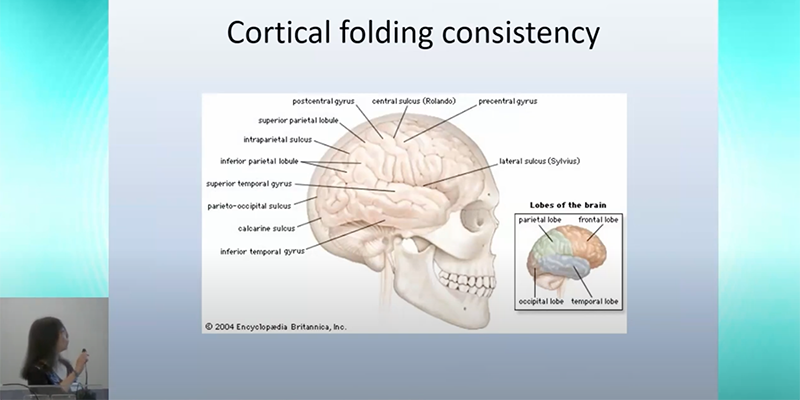 Cortical folding consistency
postcentral gyrus
central sulcus (Rolando)
precentral gyrus
superior parietal lobule
intraparietal sulcus
inferior parietal lobule
superior temporal gyrus
parieto-occipital sulcus
calcarine sulcus
inferior temporal gyrus
lateral sulcus (Sylvius)
Lobes of the brain
parietal lobe
frontal lobe
occipital lobe
temporal lobe
© 2004 Encyclopædia Britannica, Inc.